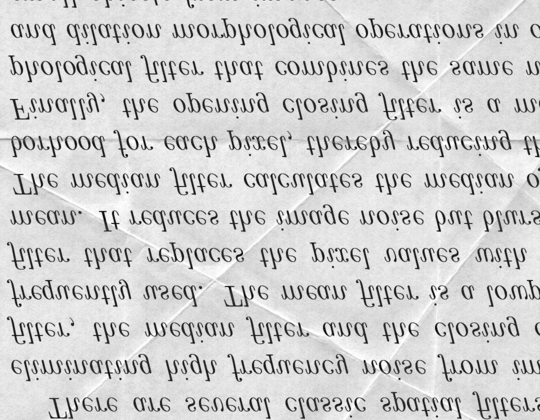 There are several classic spatial filters
eliminating high frequency noise from im
filter, the median filter and the closing
frequently used. The mean filter is a lowp
filter that replaces the pixel values with
mean. It reduces the image noise but blurs
The median filter calculates the median o
borhood for each pixel, thereby reducing th
Finally, the opening closing filter is a m
phological filter that combines the same n
and dilation morphological operations in o